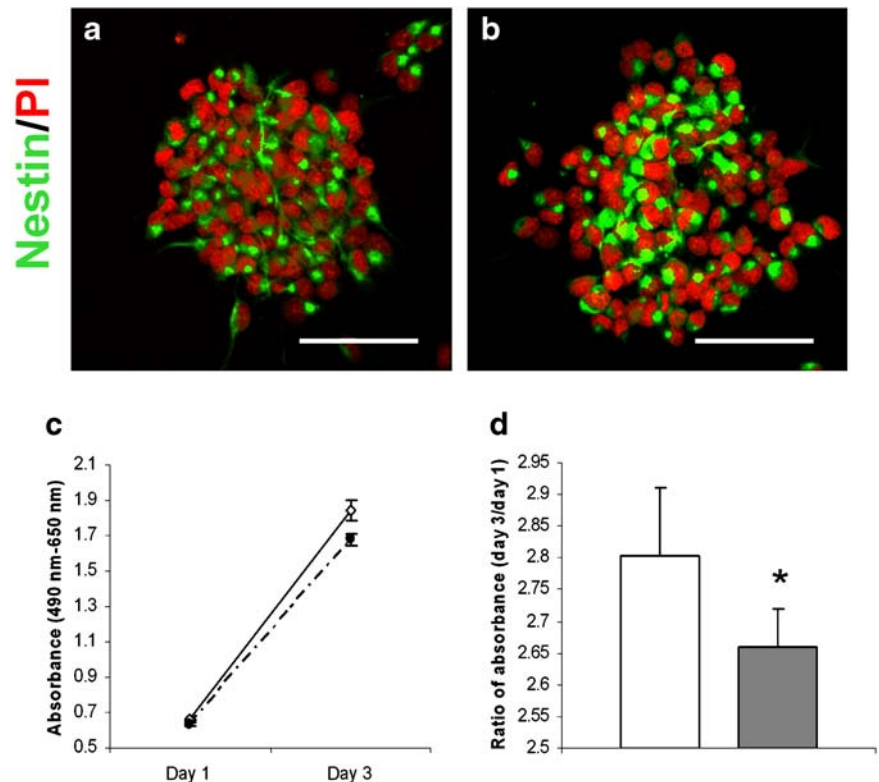 Nestin/PI
a
b
c
Absorbance (490 nm-650 nm)
2.1
1.9
1.7
1.5
1.3
1.1
0.9
0.7
0.5
Day 1
Day 3
d
Ratio of absorbance (day 3/day 1)
2.95
2.9
2.85
2.8
2.75
2.7
2.65
2.6
2.55
2.5
*